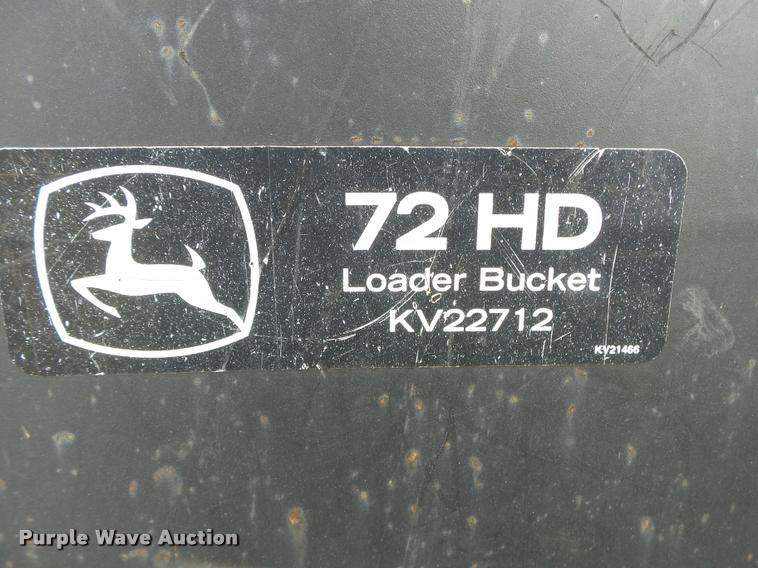 72 HD
Loader Bucket
KV22712
KV21466
Purple Wave Auction